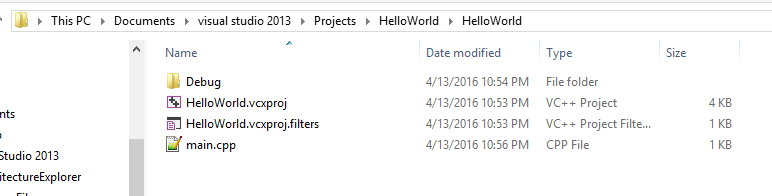 This PC Documents visual studio 2013 Projects HelloWorld HelloWorld
Name Date modified Type Size
Debug 4/13/2016 10:54 PM File folder
HelloWorld.vcxproj 4/13/2016 10:53 PM VC++ Project 4 KB
HelloWorld.vcxproj.filters 4/13/2016 10:53 PM VC++ Project Filte... 1 KB
main.cpp 4/13/2016 10:56 PM CPP File 1 KB
nts
Studio 2013
itectureExplorer